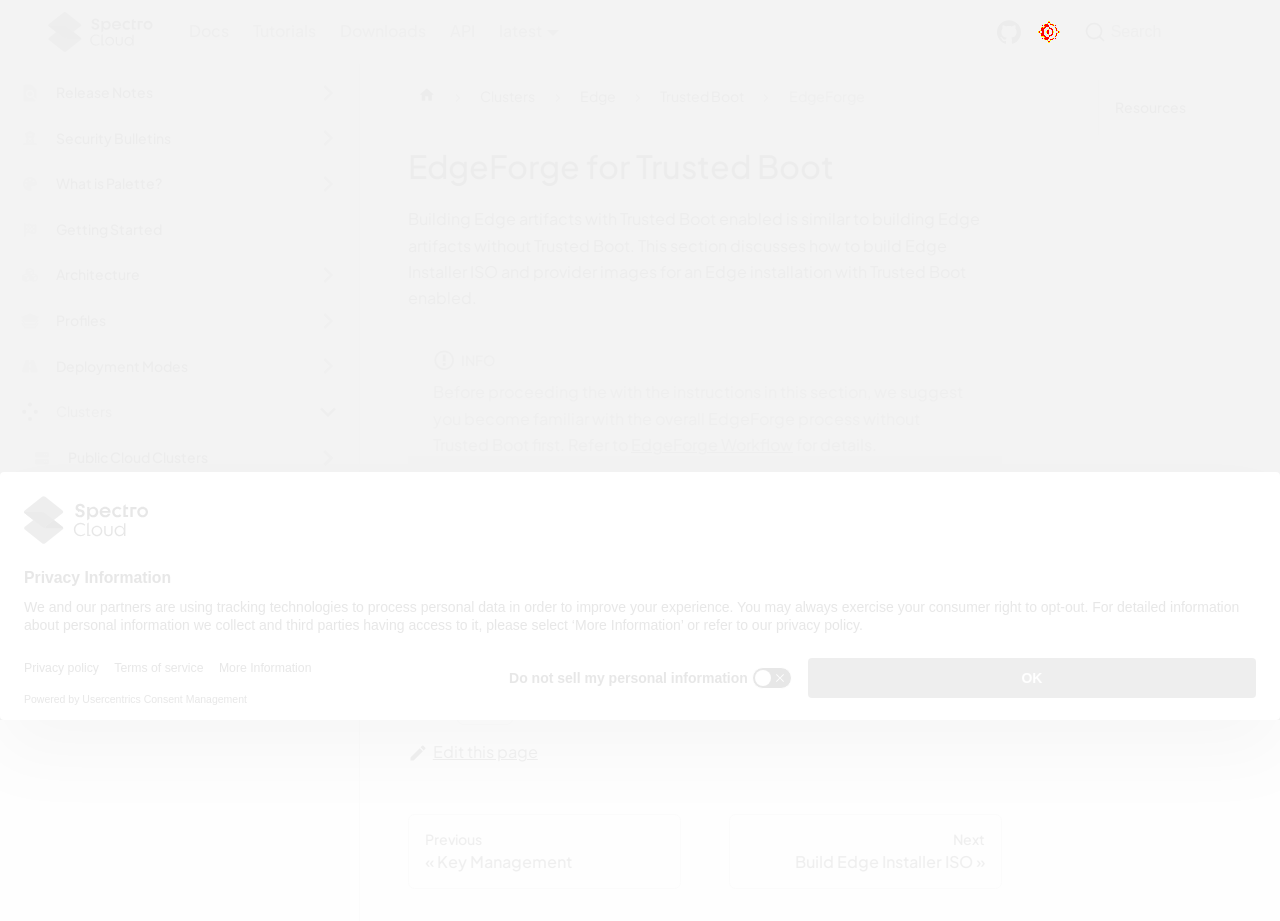 Spectro
Cloud
Docs Tutorials Downloads API latest
Search
Release Notes
Security Bulletins
What is Palette?
Getting Started
Architecture
Profiles
Deployment Modes
Clusters
Public Cloud Clusters
Clusters Edge Trusted Boot EdgeForge
Resources
EdgeForge for Trusted Boot
Building Edge artifacts with Trusted Boot enabled is similar to building Edge
artifacts without Trusted Boot. This section discusses how to build Edge
Installer ISO and provider images for an Edge installation with Trusted Boot
enabled.
INFO
Before proceeding the with the instructions in this section, we suggest
you become familiar with the overall EdgeForge process without
Trusted Boot first. Refer to EdgeForge Workflow for details.
Spectro
Cloud
Privacy Information
We and our partners are using tracking technologies to process personal data in order to improve your experience. You may always exercise your consumer right to opt-out. For detailed information
about personal information we collect and third parties having access to it, please select ‘More Information’ or refer to our privacy policy.
Privacy policy Terms of service More Information
Do not sell my personal information
OK
Powered by Usercentrics Consent Management
Edit this page
Previous
« Key Management
Next
Build Edge Installer ISO »